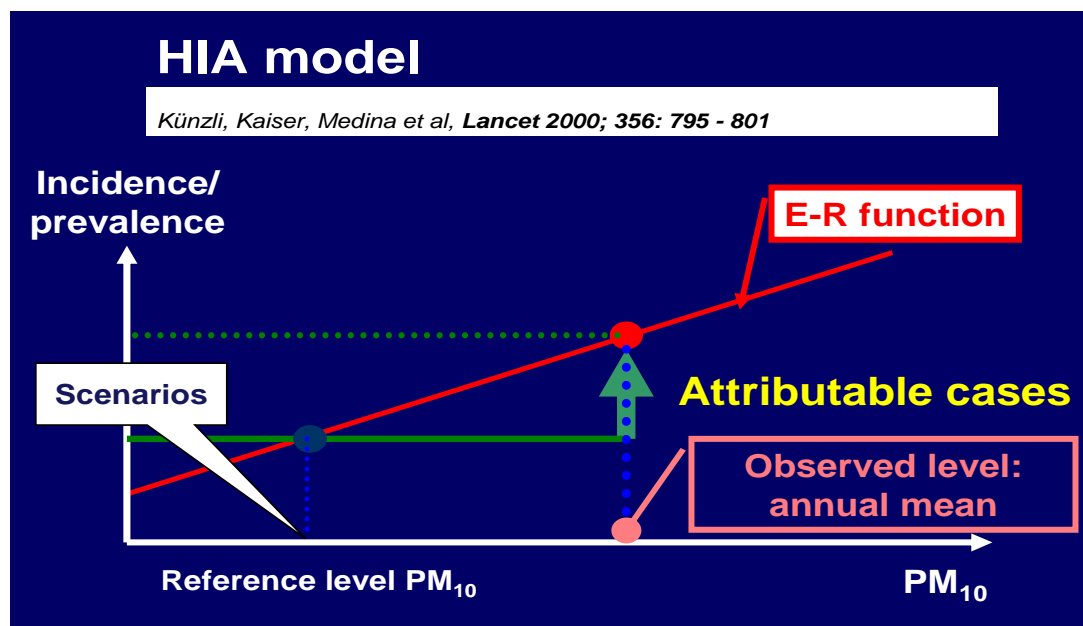 HIA model
Künzli, Kaiser, Medina et al, Lancet 2000; 356: 795 - 801
Incidence/
prevalence
E-R function
Scenarios
Attributable cases
Observed level:
annual mean
Reference level PM10
PM10